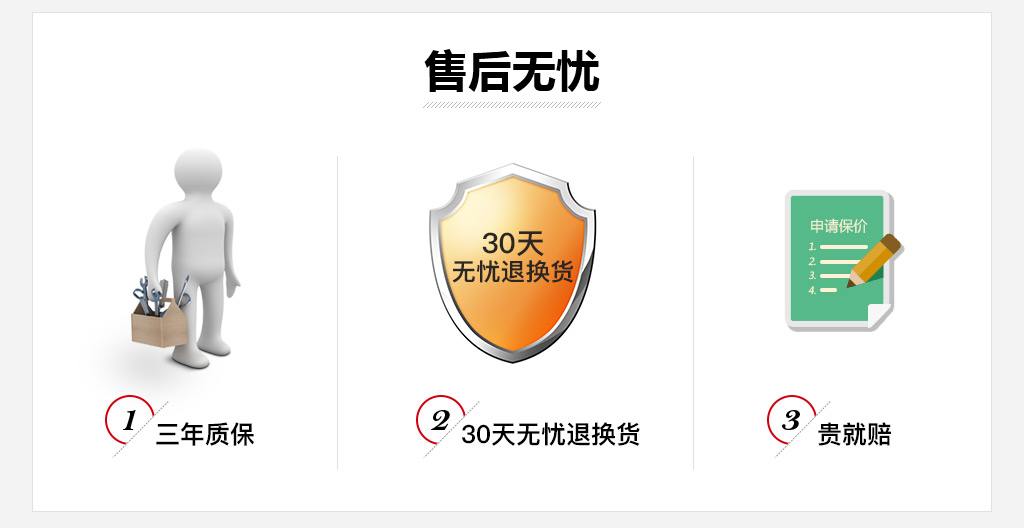 售后无忧
30天
无忧退换货
申请保价
1.
2.
3.
4.
1 三年质保
2 30天无忧退换货
3 贵就赔